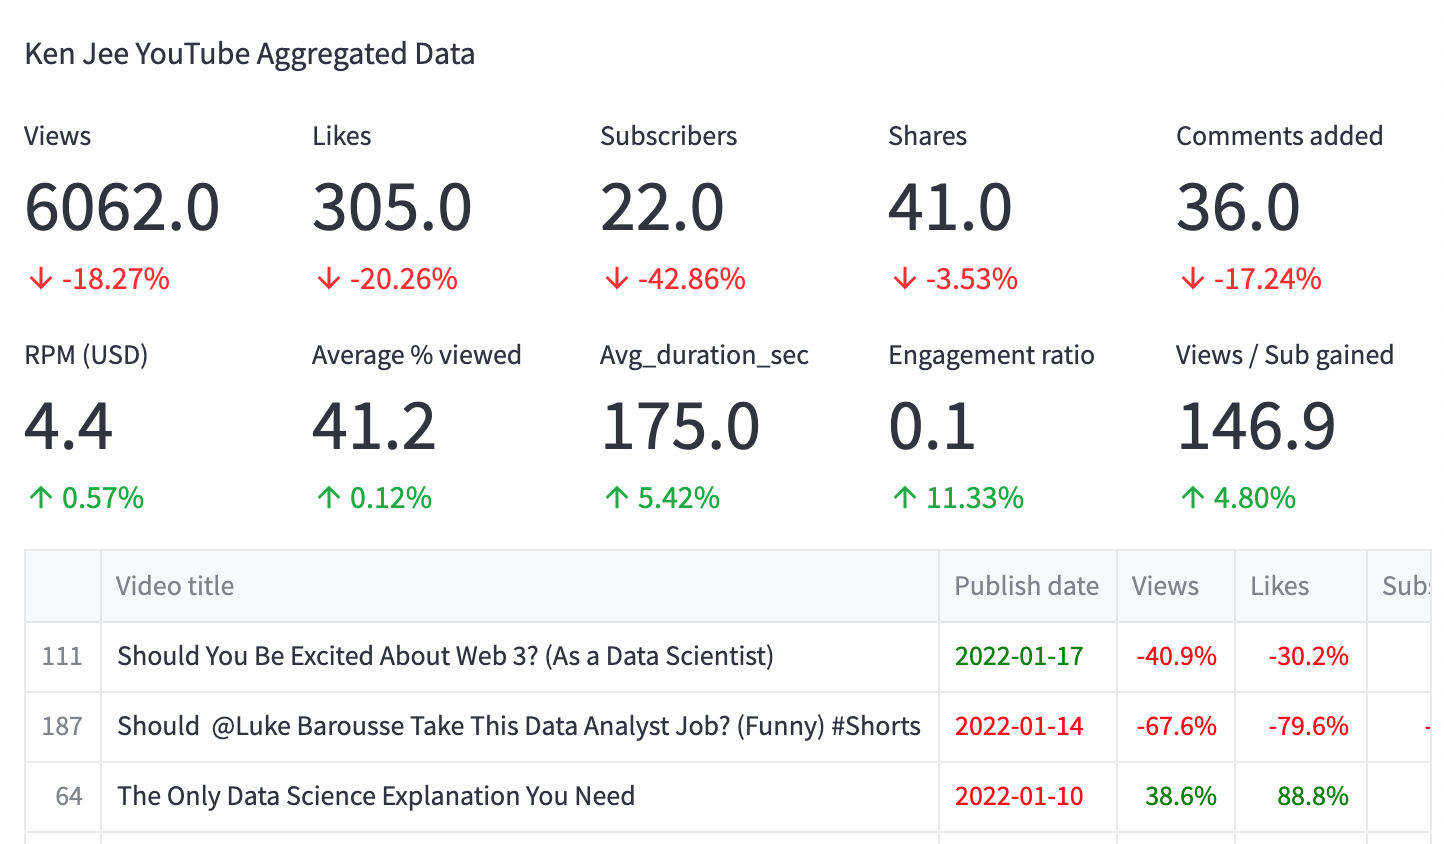 Ken Jee YouTube Aggregated Data
Views Likes Subscribers Shares Comments added
6062.0 305.0 22.0 41.0 36.0
↓ -18.27% ↓ -20.26% ↓ -42.86% ↓ -3.53% ↓ -17.24%
RPM (USD) Average % viewed Avg_duration_sec Engagement ratio Views / Sub gained
4.4 41.2 175.0 0.1 146.9
↑ 0.57% ↑ 0.12% ↑ 5.42% ↑ 11.33% ↑ 4.80%
Video title Publish date Views Likes
111 Should You Be Excited About Web 3? (As a Data Scientist) 2022-01-17 -40.9% -30.2%
187 Should  @Luke Barousse Take This Data Analyst Job? (Funny) #Shorts 2022-01-14 -67.6% -79.6%
64 The Only Data Science Explanation You Need 2022-01-10 38.6% 88.8%